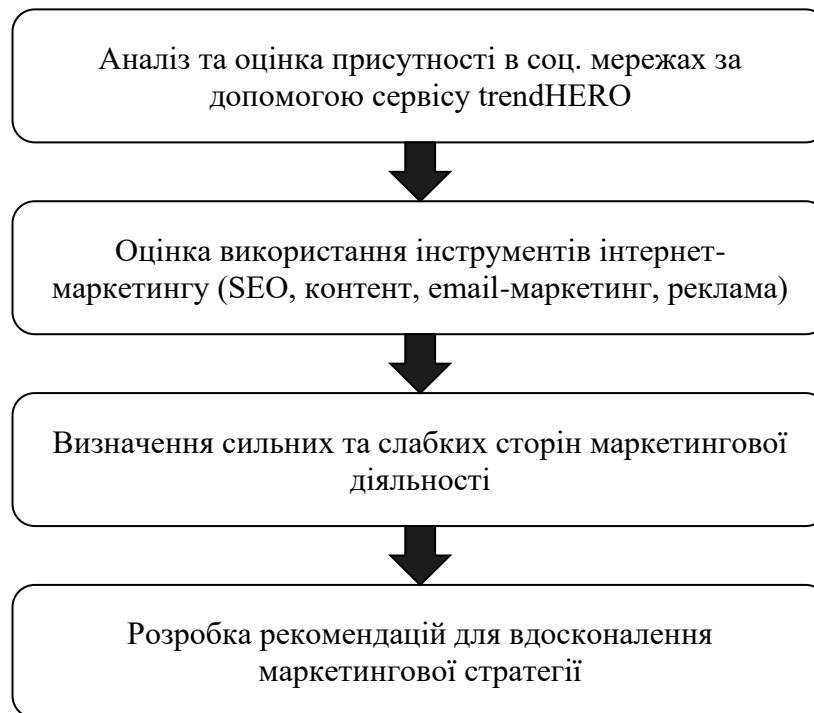 Аналіз та оцінка присутності в соц. мережах за
допомогою сервісу trendHERO
Оцінка використання інструментів інтернет-
маркетингу (SEO, контент, email-маркетинг, реклама)
Визначення сильних та слабких сторін маркетингової
діяльності
Розробка рекомендацій для вдосконалення
маркетингової стратегії